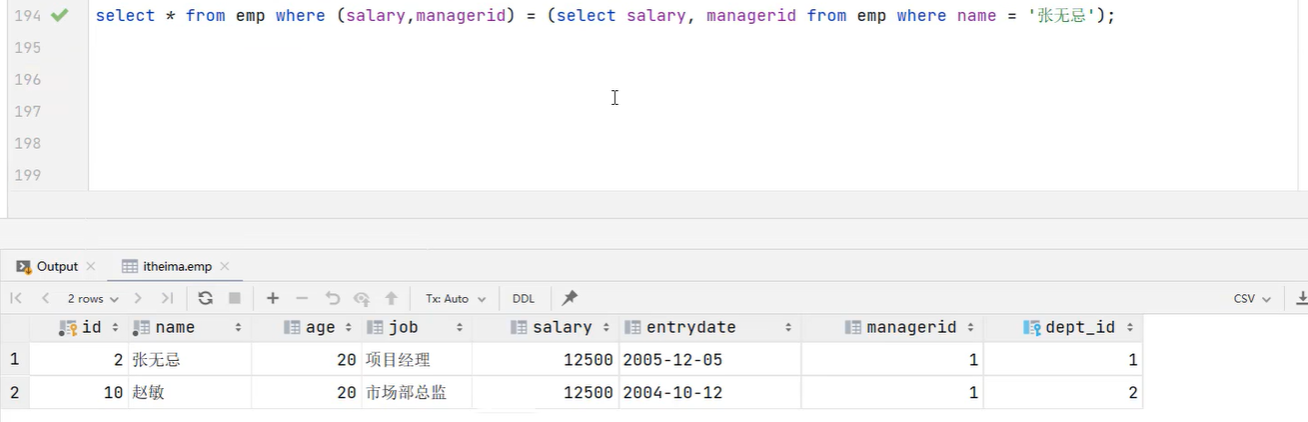 194 select * from emp where (salary,managerid) = (select salary, managerid from emp where name = '张无忌');
195
196
197
198
199
Output itheima.emp
2 rows Tx: Auto DDL CSV
id name age job salary entrydate managerid dept_id
1 2 张无忌 20 项目经理 12500 2005-12-05 1 1
2 10 赵敏 20 市场部总监 12500 2004-10-12 1 2